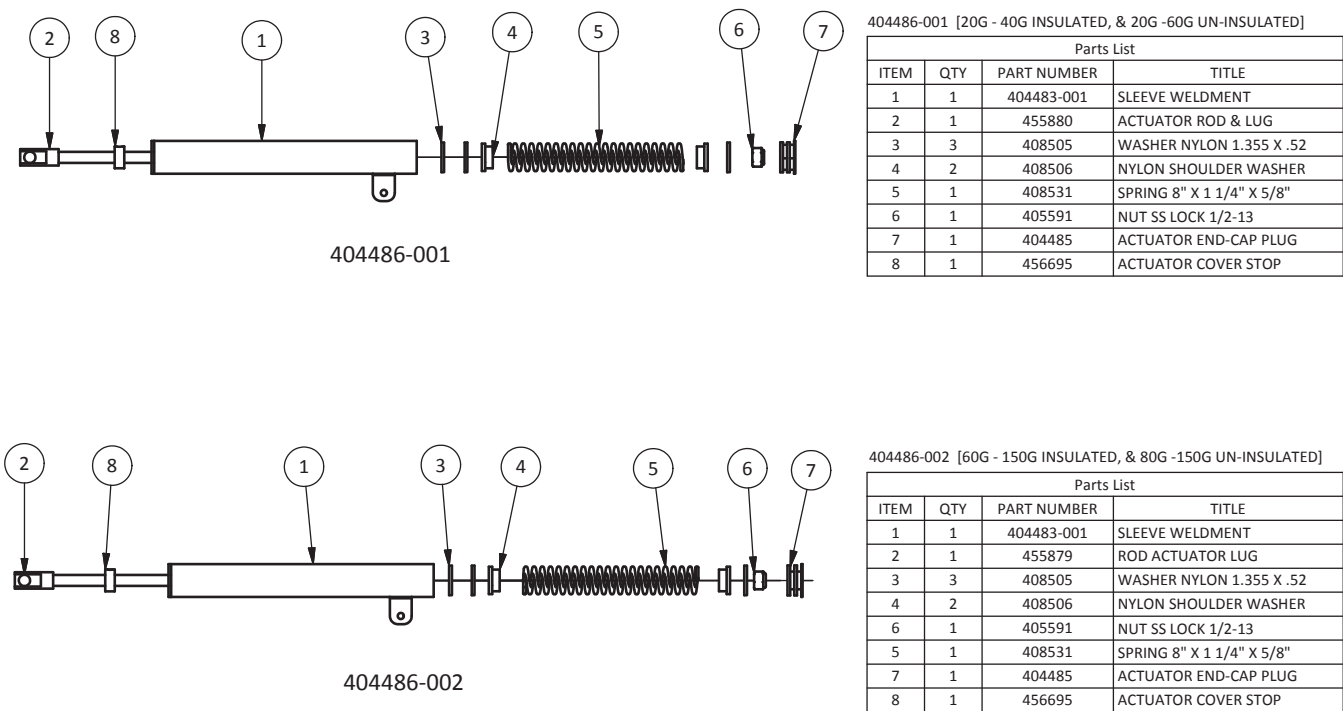 2 8 1 3 4 5 6 7
404486-001
404486-001 [20G - 40G INSULATED, & 20G -60G UN-INSULATED]
Parts List
ITEM QTY PART NUMBER TITLE
1 1 404483-001 SLEEVE WELDMENT
2 1 455880 ACTUATOR ROD & LUG
3 3 408505 WASHER NYLON 1.355 X .52
4 2 408506 NYLON SHOULDER WASHER
5 1 408531 SPRING 8" X 1 1/4" X 5/8"
6 1 405591 NUT SS LOCK 1/2-13
7 1 404485 ACTUATOR END-CAP PLUG
8 1 456695 ACTUATOR COVER STOP
2 8 1 3 4 5 6 7
404486-002
404486-002 [60G - 150G INSULATED, & 80G -150G UN-INSULATED]
Parts List
ITEM QTY PART NUMBER TITLE
1 1 404483-001 SLEEVE WELDMENT
2 1 455879 ROD ACTUATOR LUG
3 3 408505 WASHER NYLON 1.355 X .52
4 2 408506 NYLON SHOULDER WASHER
6 1 405591 NUT SS LOCK 1/2-13
5 1 408531 SPRING 8" X 1 1/4" X 5/8"
7 1 404485 ACTUATOR END-CAP PLUG
8 1 456695 ACTUATOR COVER STOP